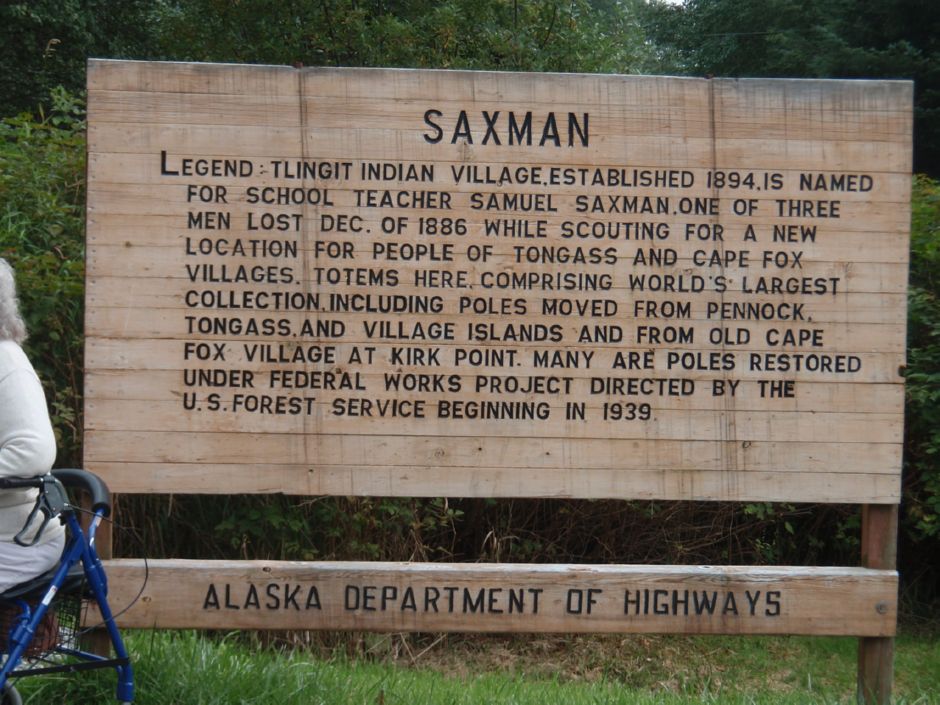 SAXMAN
LEGEND: TLINGIT INDIAN VILLAGE, ESTABLISHED 1894, IS NAMED
FOR SCHOOL TEACHER SAMUEL SAXMAN, ONE OF THREE
MEN LOST DEC. OF 1886 WHILE SCOUTING FOR A NEW
LOCATION FOR PEOPLE OF TONGASS AND CAPE FOX
VILLAGES. TOTEMS HERE, COMPRISING WORLD'S LARGEST
COLLECTION, INCLUDING POLES MOVED FROM PENNOCK,
TONGASS, AND VILLAGE ISLANDS AND FROM OLD CAPE
FOX VILLAGE AT KIRK POINT. MANY ARE POLES RESTORED
UNDER FEDERAL WORKS PROJECT DIRECTED BY THE
U.S. FOREST SERVICE BEGINNING IN 1939.
ALASKA DEPARTMENT OF HIGHWAYS